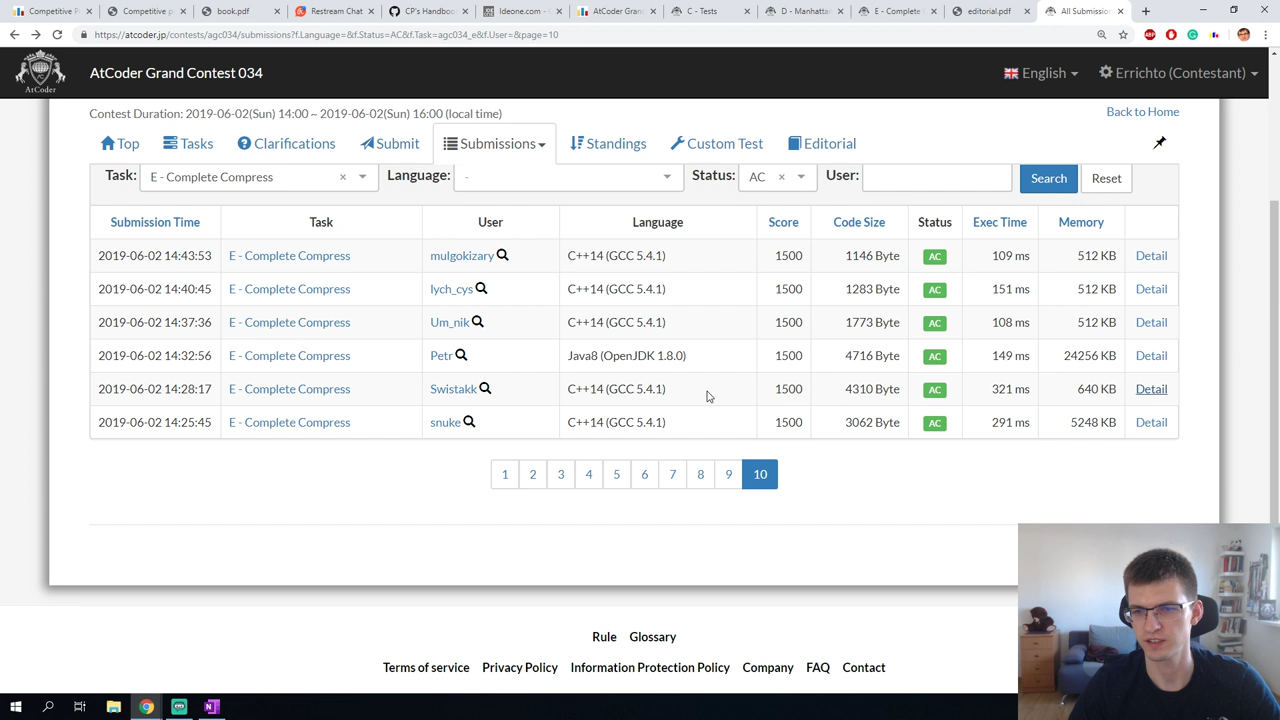 Competitive P
Competitive p
book.pdf
Restream Chat
CP's Handboo
Ideone.com -
AtCoder Gran
C - Tests
D - Manhattan
E - Complete
editorial.pdf
All Submissio
https://atcoder.jp/contests/agc034/submissions?f.Language=&f.Status=AC&f.Task=agc034_e&f.User=&page=10
AtCoder
AtCoder Grand Contest 034
English
Errichto (Contestant)
Contest Duration: 2019-06-02(Sun) 14:00 ~ 2019-06-02(Sun) 16:00 (local time)
Back to Home
Top
Tasks
Clarifications
Submit
Submissions
Standings
Custom Test
Editorial
Task: E - Complete Compress × Language: - Status: AC × User: Search Reset
Submission Time Task User Language Score Code Size Status Exec Time Memory
2019-06-02 14:43:53 E - Complete Compress mulgokizary C++14 (GCC 5.4.1) 1500 1146 Byte AC 109 ms 512 KB Detail
2019-06-02 14:40:45 E - Complete Compress lych_cys C++14 (GCC 5.4.1) 1500 1283 Byte AC 151 ms 512 KB Detail
2019-06-02 14:37:36 E - Complete Compress Um_nik C++14 (GCC 5.4.1) 1500 1773 Byte AC 108 ms 512 KB Detail
2019-06-02 14:32:56 E - Complete Compress Petr Java8 (OpenJDK 1.8.0) 1500 4716 Byte AC 149 ms 24256 KB Detail
2019-06-02 14:28:17 E - Complete Compress Swistakk C++14 (GCC 5.4.1) 1500 4310 Byte AC 321 ms 640 KB Detail
2019-06-02 14:25:45 E - Complete Compress snuke C++14 (GCC 5.4.1) 1500 3062 Byte AC 291 ms 5248 KB Detail
1 2 3 4 5 6 7 8 9 10
Rule Glossary
Terms of service Privacy Policy Information Protection Policy Company FAQ Contact